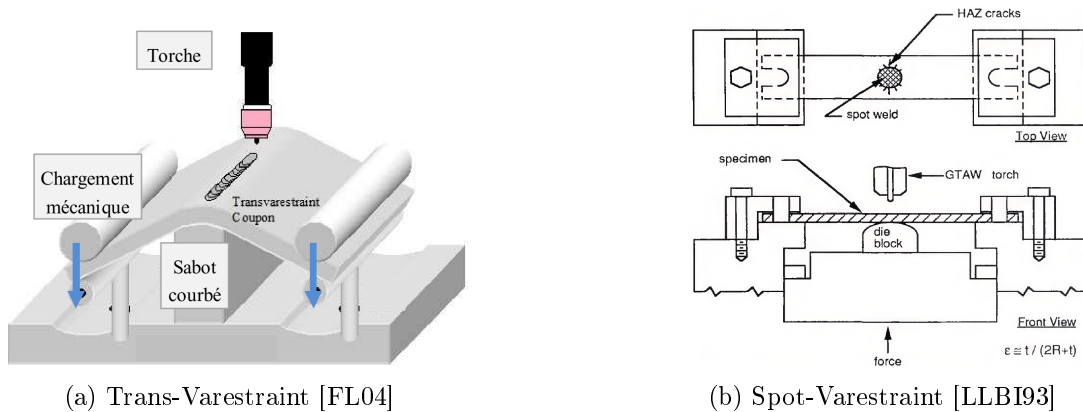 Torche
Chargement
mécanique
Transvarestraint
Coupon
Sabot
courbé
(a) Trans-Varestraint [FL04]
HAZ cracks
spot weld
Top View
specimen
GTAW torch
die
block
Front View
force
ε ≅ t / (2R+t)
(b) Spot-Varestraint [LLBI93]